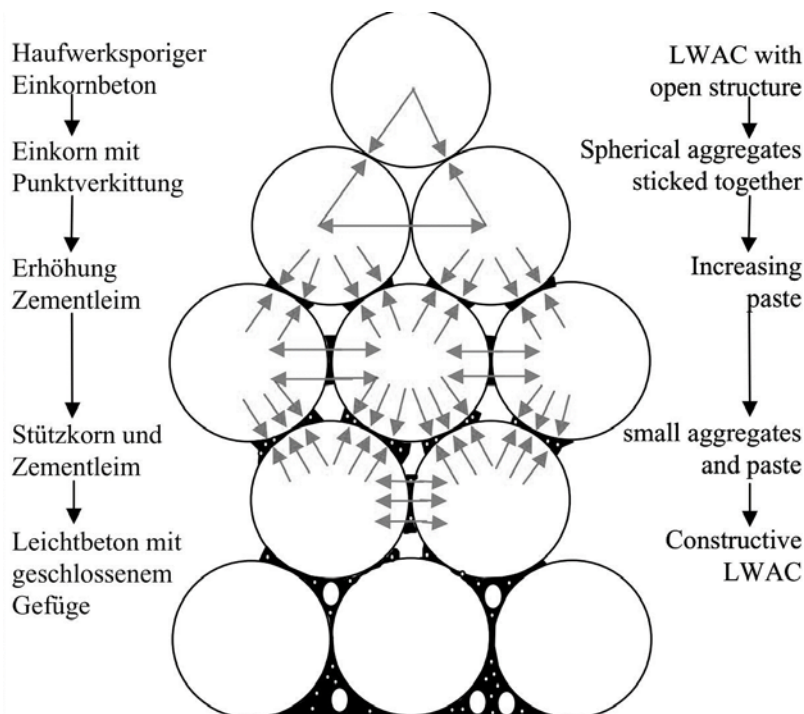 Haufwerksporiger
Einkornbeton
Einkorn mit
Punktverkittung
Erhöhung
Zementleim
Stützkorn und
Zementleim
Leichtbeton mit
geschlossenem
Gefüge
LWAC with
open structure
Spherical aggregates
sticked together
Increasing
paste
small aggregates
and paste
Constructive
LWAC